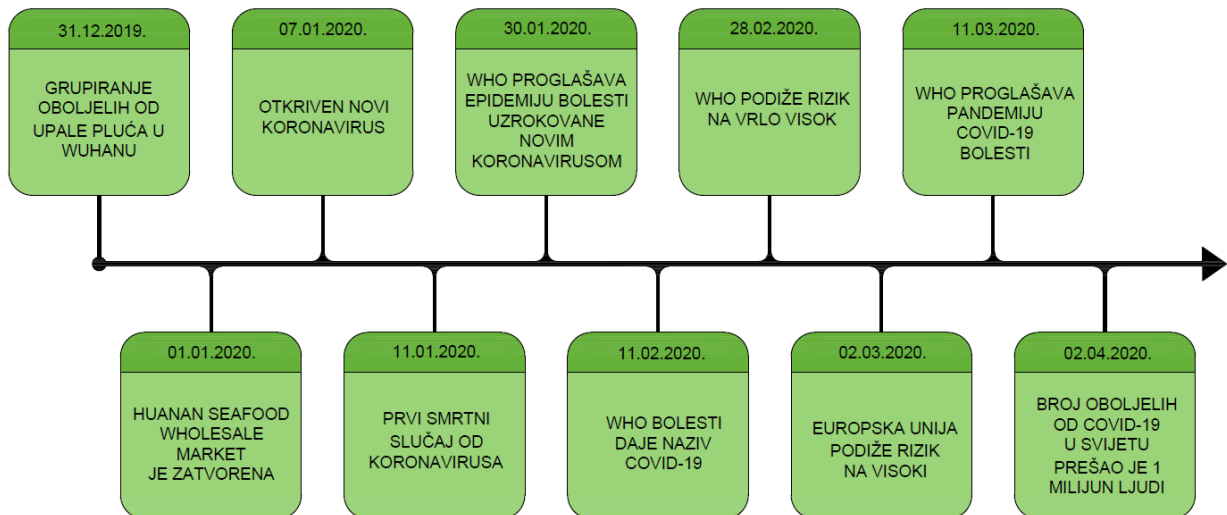 31.12.2019.
GRUPIRANJE
OBOLJELIH OD
UPALE PLUĆA U
WUHANU
07.01.2020.
OTKRIVEN NOVI
KORONAVIRUS
30.01.2020.
WHO PROGLAŠAVA
EPIDEMIJU BOLESTI
UZROKOVANE
NOVIM
KORONAVIRUSOM
28.02.2020.
WHO PODIŽE RIZIK
NA VRLO VISOK
11.03.2020.
WHO PROGLAŠAVA
PANDEMIJU
COVID-19
BOLESTI
01.01.2020.
HUANAN SEAFOOD
WHOLESALE
MARKET
JE ZATVORENA
11.01.2020.
PRVI SMRTNI
SLUČAJ OD
KORONAVIRUSA
11.02.2020.
WHO BOLESTI
DAJE NAZIV
COVID-19
02.03.2020.
EUROPSKA UNIJA
PODIŽE RIZIK
NA VISOKI
02.04.2020.
BROJ OBOLJELIH
OD COVID-19
U SVIJETU
PREŠAO JE 1
MILIJUN LJUDI